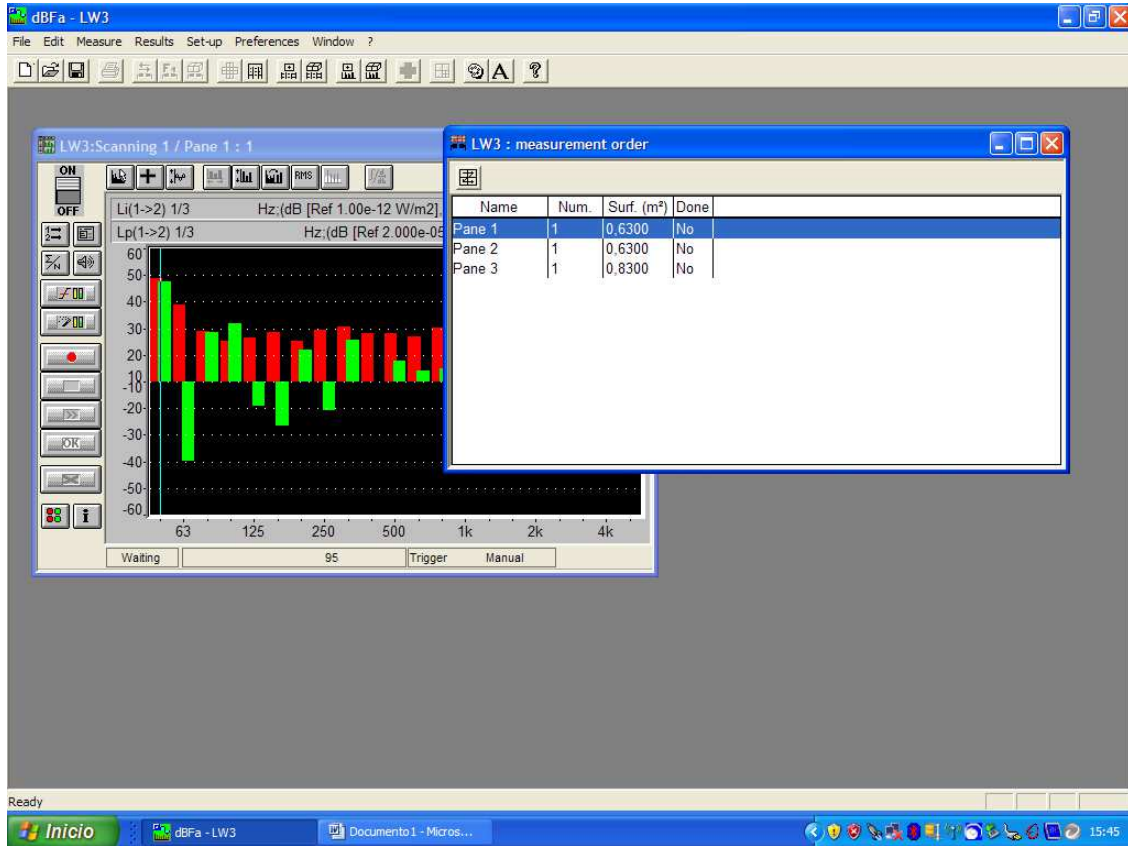 dBFa - LW3
File Edit Measure Results Set-up Preferences Window ?
A ?
LW3:Scanning 1 / Pane 1 : 1
ON
OFF
RMS
Li(1->2) 1/3 Hz;(dB [Ref 1.00e-12 W/m2],
Lp(1->2) 1/3 Hz;(dB [Ref 2.000e-05
60
50
40
30
20
10
-10
-20
-30
-40
-50
-60
63 125 250 500 1k 2k 4k
Σ/N
OK
i
Waiting 95 Trigger Manual
LW3 : measurement order
Name Num. Surf. (m²) Done
Pane 1 1 0,6300 No
Pane 2 1 0,6300 No
Pane 3 1 0,8300 No
Ready
Inicio dBFa - LW3 Documento1 - Micros... 15:45